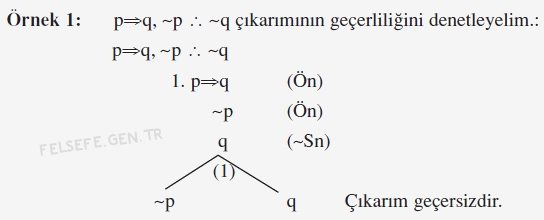 Örnek 1: p⇒q, ~p ∴ ~q çıkarımının geçerliliğini denetleyelim.:
p⇒q, ~p ∴ ~q
1. p⇒q (Ön)
~p (Ön)
q (~Sn)
FELSEFE.GEN.TR
(1)
~p q Çıkarım geçersizdir.